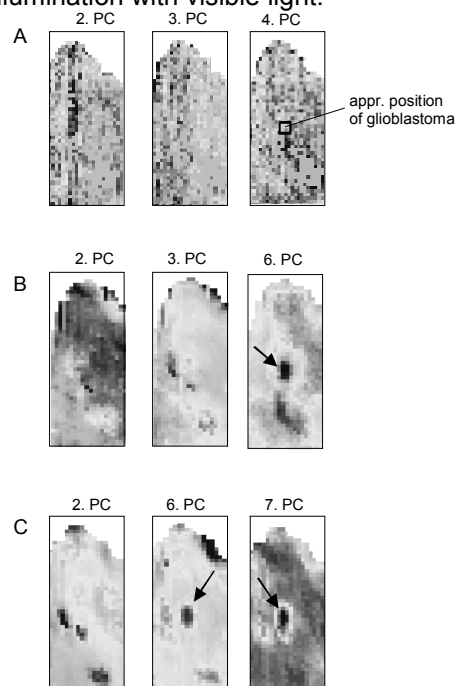 illumination with visible light.
A
2. PC
3. PC
4. PC
appr. position
of glioblastoma
B
2. PC
3. PC
6. PC
C
2. PC
6. PC
7. PC